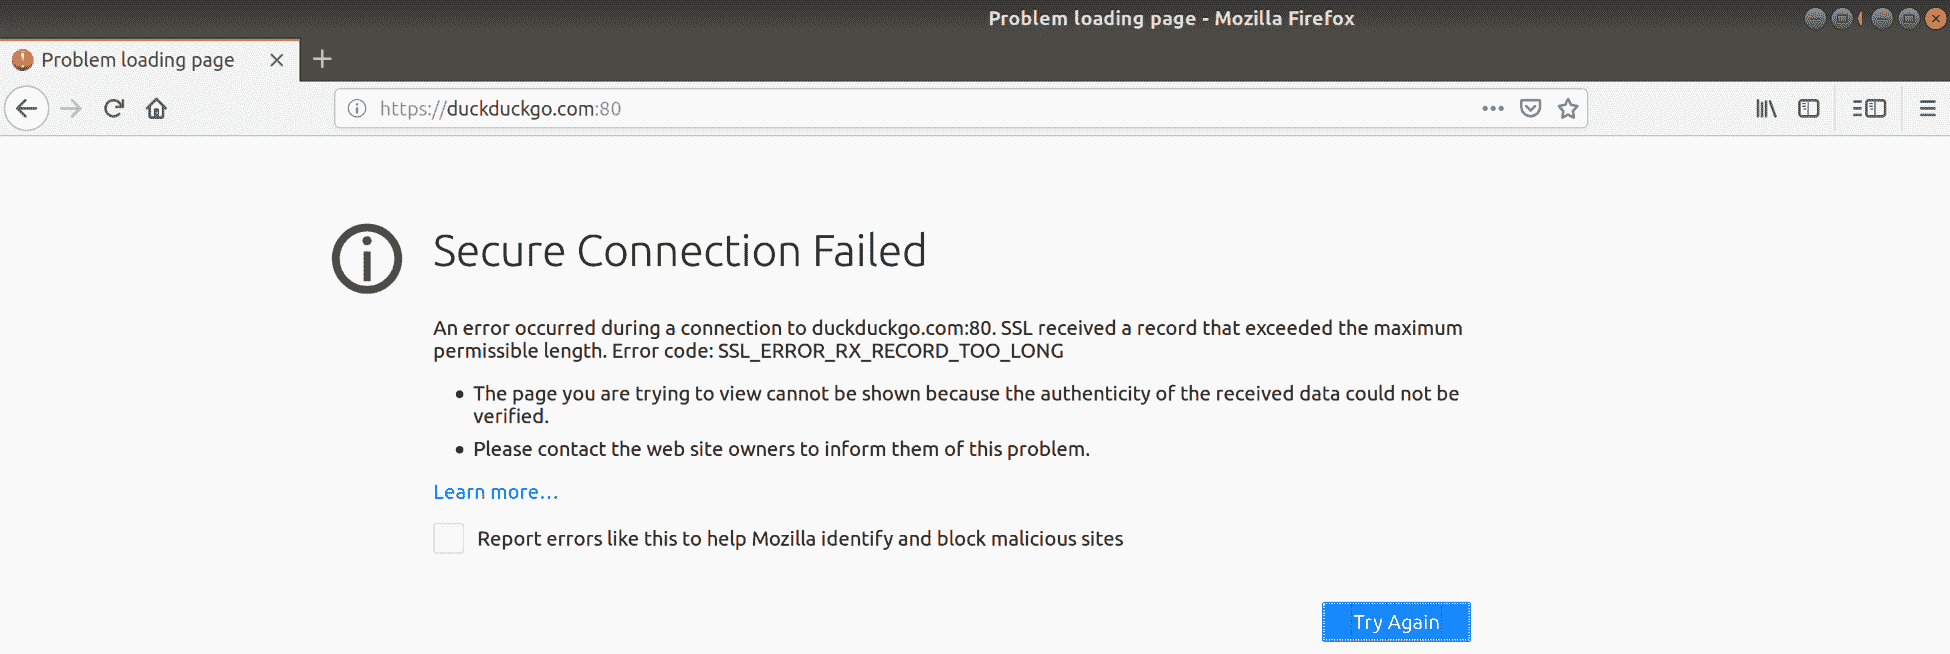 Problem loading page - Mozilla Firefox
Problem loading page
https://duckduckgo.com:80
Secure Connection Failed
An error occurred during a connection to duckduckgo.com:80. SSL received a record that exceeded the maximum
permissible length. Error code: SSL_ERROR_RX_RECORD_TOO_LONG
• The page you are trying to view cannot be shown because the authenticity of the received data could not be
verified.
• Please contact the web site owners to inform them of this problem.
Learn more…
Report errors like this to help Mozilla identify and block malicious sites
Try Again